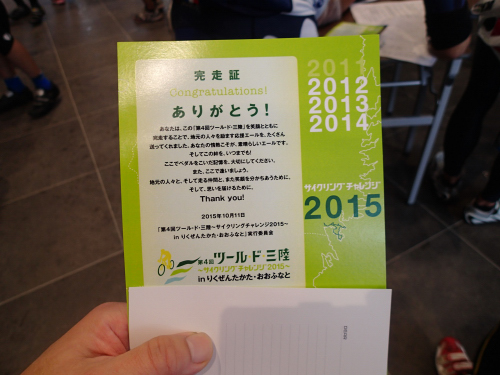 完走証
Congratulations!
ありがとう！
あなたは、この「第4回ツール・ド・三陸」を笑顔とともに
完走することで、地元の人々を励ます応援エールを、たくさん
送ってくれました。あなたの情熱こそが、素晴らしいエールです。
そしてこの絆を、いつまでも！
ここでペダルをこいだ記憶を、大切にしてください。
また、ここで逢いましょう。
地元の人々と、そして走る仲間と、また笑顔を分かちあうために、
そして、思いを届けるために。
Thank you!
2015年10月11日
「第4回ツール・ド・三陸〜サイクリングチャレンジ2015〜
in りくぜんたかた・おおふなと」実行委員会
第4回
ツール・ド・三陸
〜サイクリングチャレンジ2015〜
in りくぜんたかた・おおふなと
2011
2012
2013
2014
サイクリングチャレンジ
2015